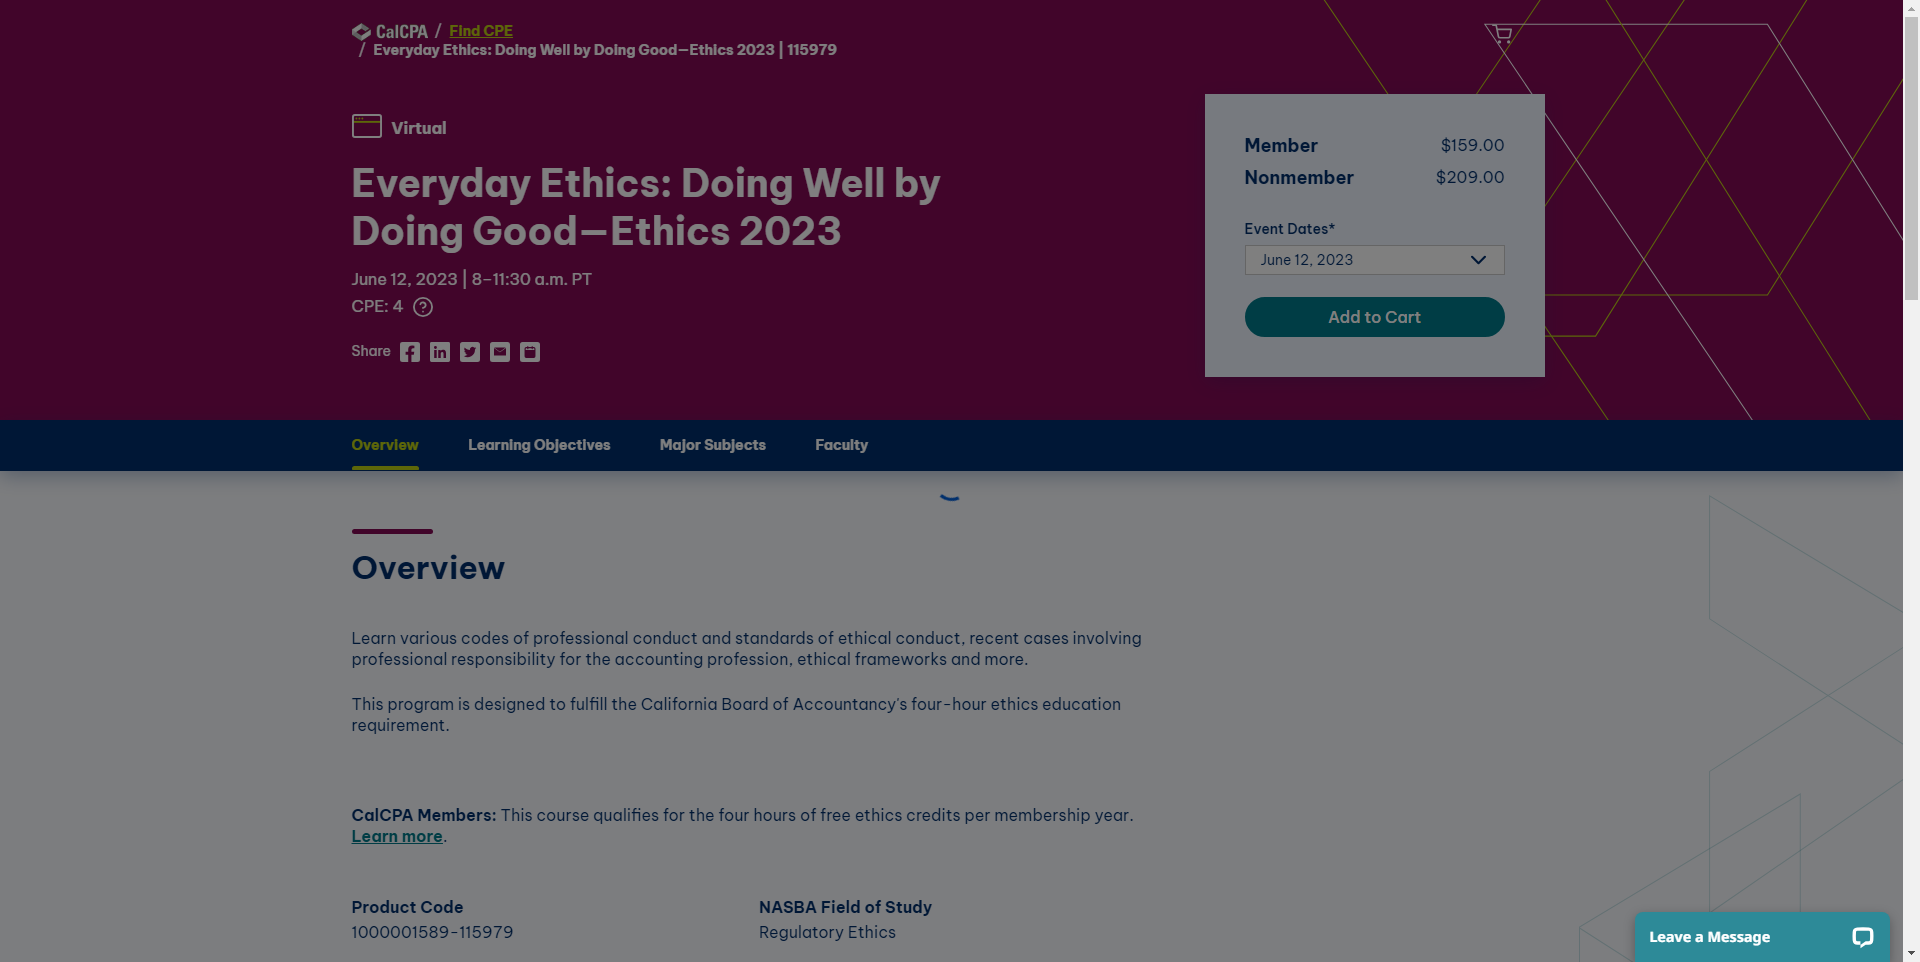 CalCPA / Find CPE
/ Everyday Ethics: Doing Well by Doing Good—Ethics 2023 | 115979
Virtual
Everyday Ethics: Doing Well by
Doing Good—Ethics 2023
June 12, 2023 | 8–11:30 a.m. PT
CPE: 4 ?
Share
Member $159.00
Nonmember $209.00
Event Dates*
June 12, 2023
Add to Cart
Overview Learning Objectives Major Subjects Faculty
Overview
Learn various codes of professional conduct and standards of ethical conduct, recent cases involving
professional responsibility for the accounting profession, ethical frameworks and more.
This program is designed to fulfill the California Board of Accountancy's four-hour ethics education
requirement.
CalCPA Members: This course qualifies for the four hours of free ethics credits per membership year.
Learn more.
Product Code
1000001589-115979
NASBA Field of Study
Regulatory Ethics
Leave a Message